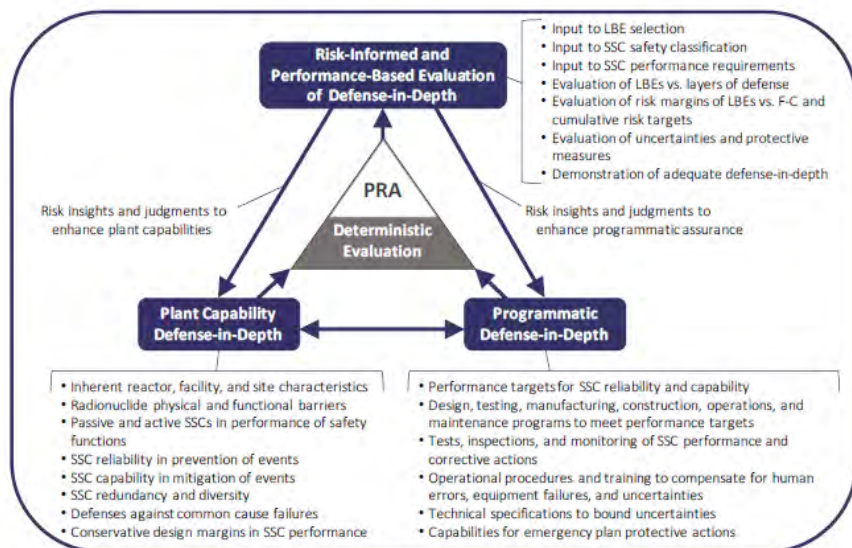 Risk-Informed and
Performance-Based Evaluation
of Defense-in-Depth
• Input to LBE selection
• Input to SSC safety classification
• Input to SSC performance requirements
• Evaluation of LBEs vs. layers of defense
• Evaluation of risk margins of LBEs vs. F-C and
cumulative risk targets
• Evaluation of uncertainties and protective
measures
• Demonstration of adequate defense-in-depth
PRA
Deterministic
Evaluation
Risk Insights and judgments to
enhance plant capabilities
Risk insights and judgments to
enhance programmatic assurance
Plant Capability
Defense-in-Depth
Programmatic
Defense-in-Depth
• Inherent reactor, facility, and site characteristics
• Radionuclide physical and functional barriers
• Passive and active SSCs in performance of safety
functions
• SSC reliability in prevention of events
• SSC capability in mitigation of events
• SSC redundancy and diversity
• Defenses against common cause failures
• Conservative design margins in SSC performance
• Performance targets for SSC reliability and capability
• Design, testing, manufacturing, construction, operations, and
maintenance programs to meet performance targets
• Tests, inspections, and monitoring of SSC performance and
corrective actions
• Operational procedures and training to compensate for human
errors, equipment failures, and uncertainties
• Technical specifications to bound uncertainties
• Capabilities for emergency plan protective actions